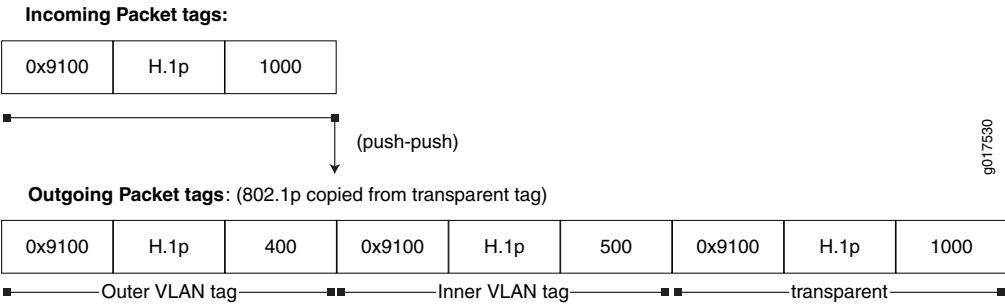 Incoming Packet tags:
0x9100 H.1p 1000
(push-push)
g017530
Outgoing Packet tags: (802.1p copied from transparent tag)
0x9100 H.1p 400 0x9100 H.1p 500 0x9100 H.1p 1000
Outer VLAN tag Inner VLAN tag transparent